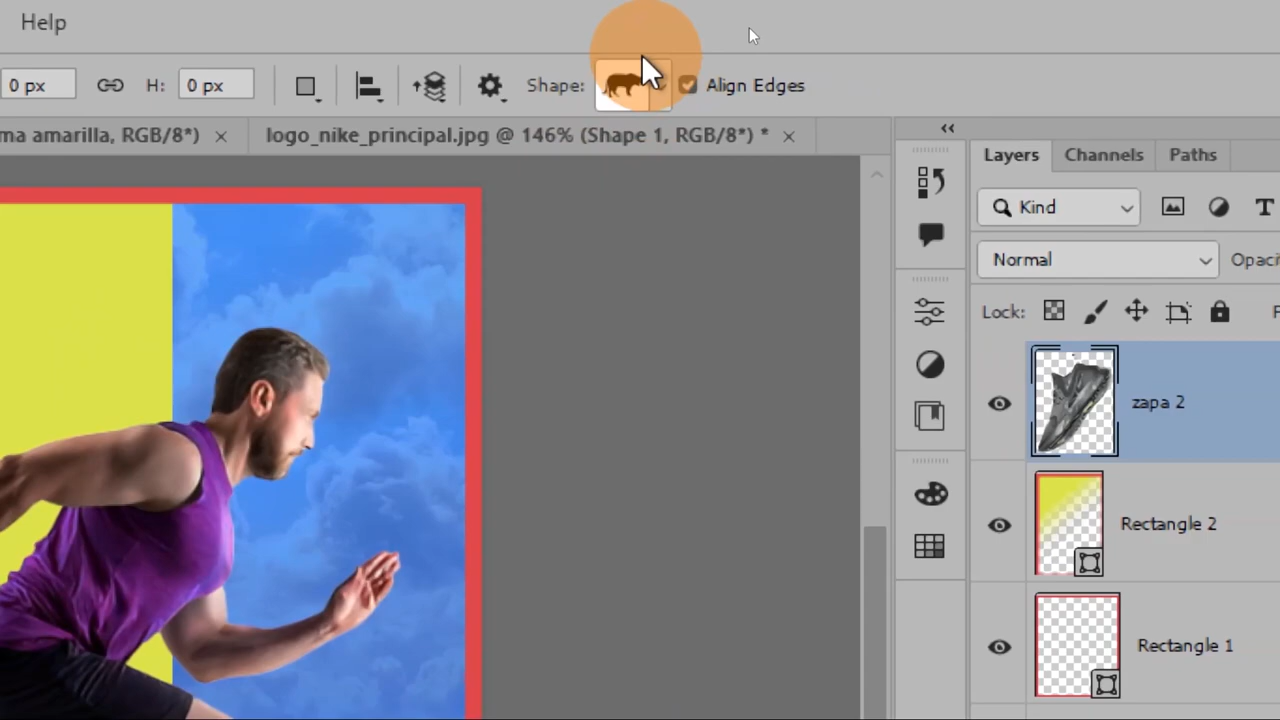 Help
0 px
H:
0 px
Shape:
Align Edges
ma amarilla, RGB/8*) ×
logo_nike_principal.jpg @ 146% (Shape 1, RGB/8*) * ×
Layers
Channels
Paths
Kind
T
Normal
Opaci
Lock:
F
zapa 2
Rectangle 2
Rectangle 1